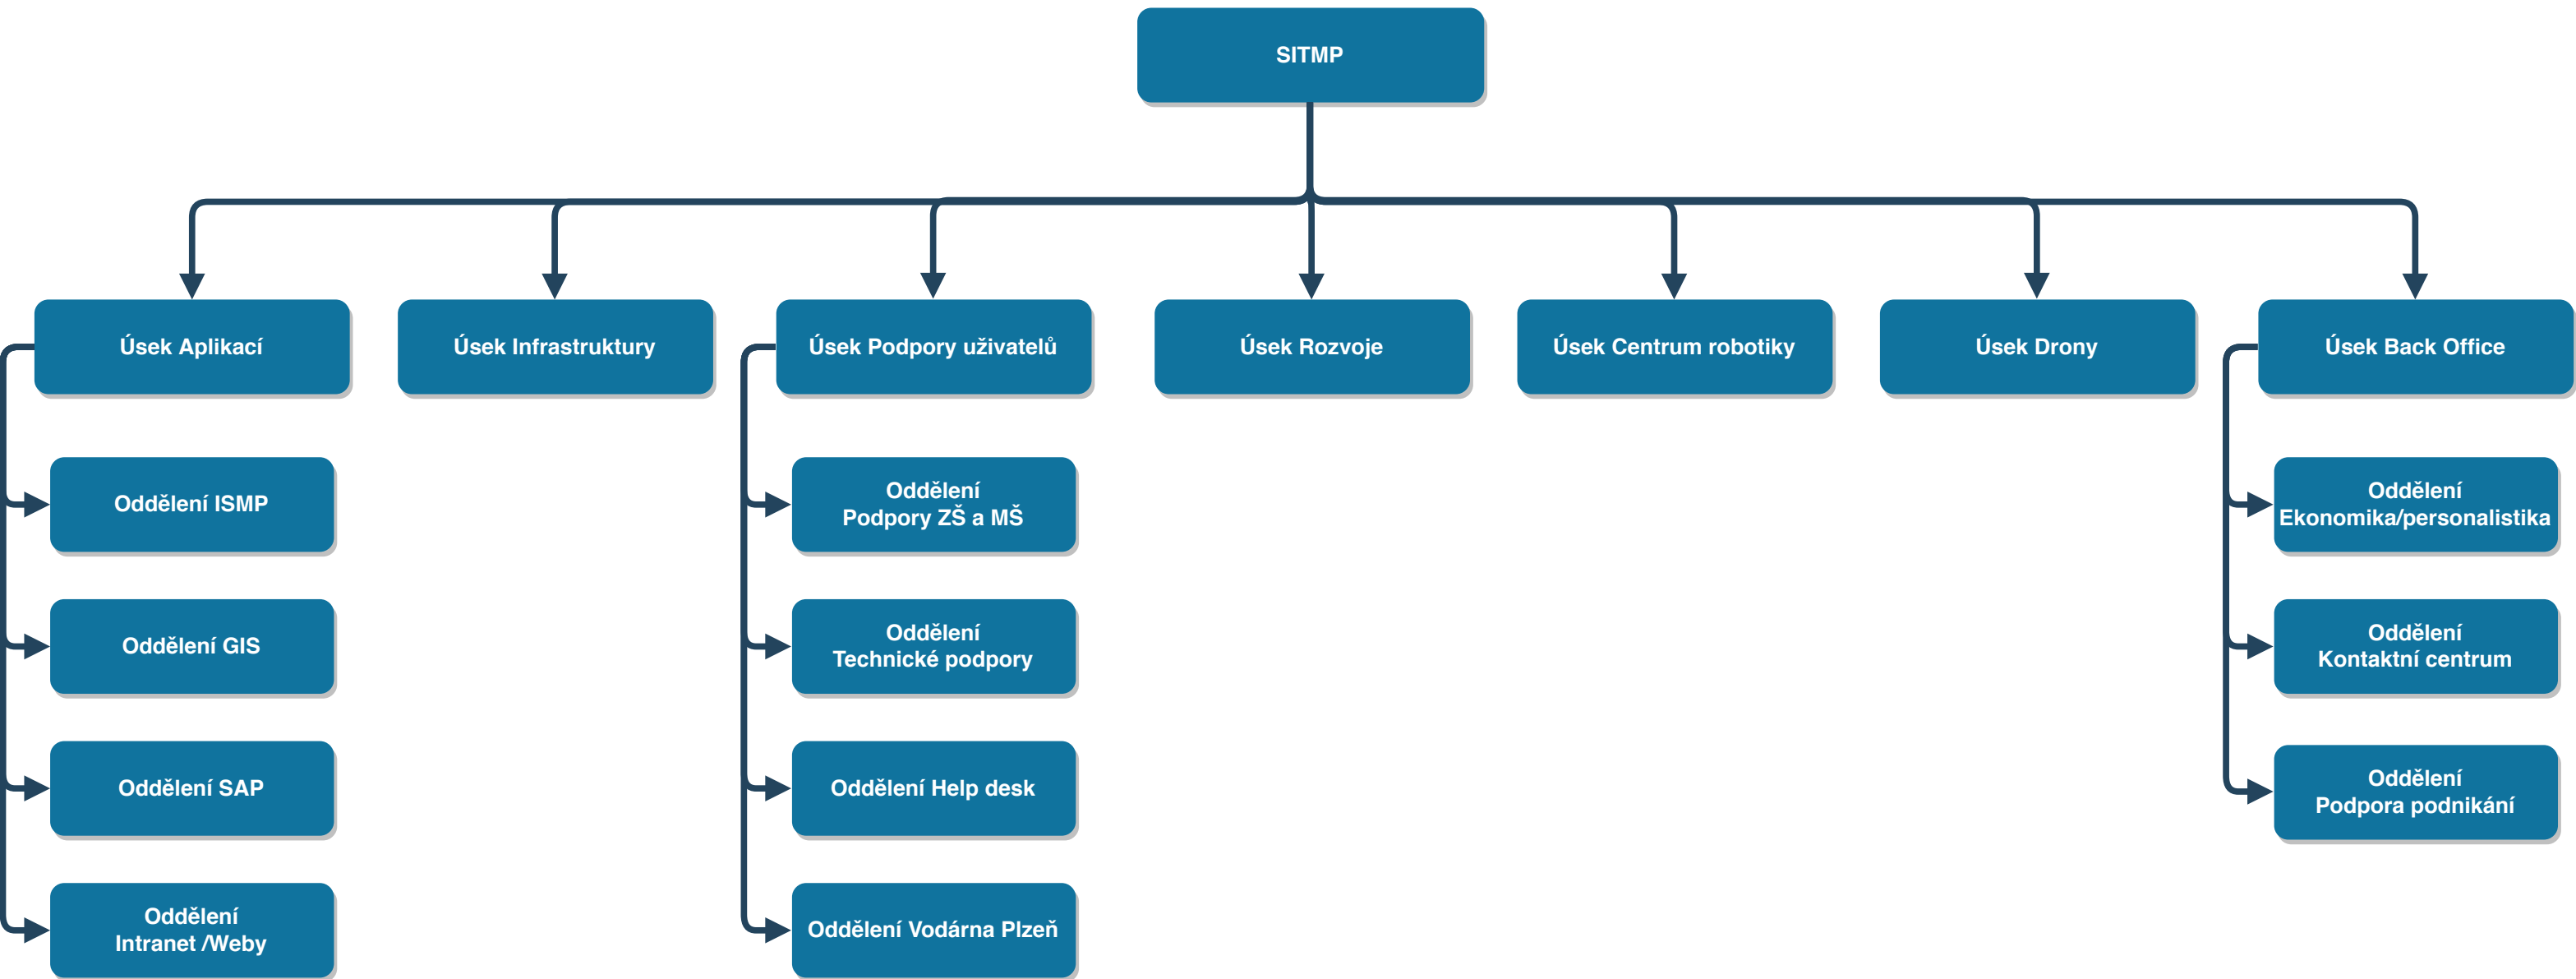 SITMP
Úsek Aplikací
Úsek Infrastruktury
Úsek Podpory uživatelů
Úsek Rozvoje
Úsek Centrum robotiky
Úsek Drony
Úsek Back Office
Oddělení ISMP
Oddělení GIS
Oddělení SAP
Oddělení
Intranet /Weby
Oddělení
Podpory ZŠ a MŠ
Oddělení
Technické podpory
Oddělení Help desk
Oddělení Vodárna Plzeň
Oddělení
Ekonomika/personalistika
Oddělení
Kontaktní centrum
Oddělení
Podpora podnikání